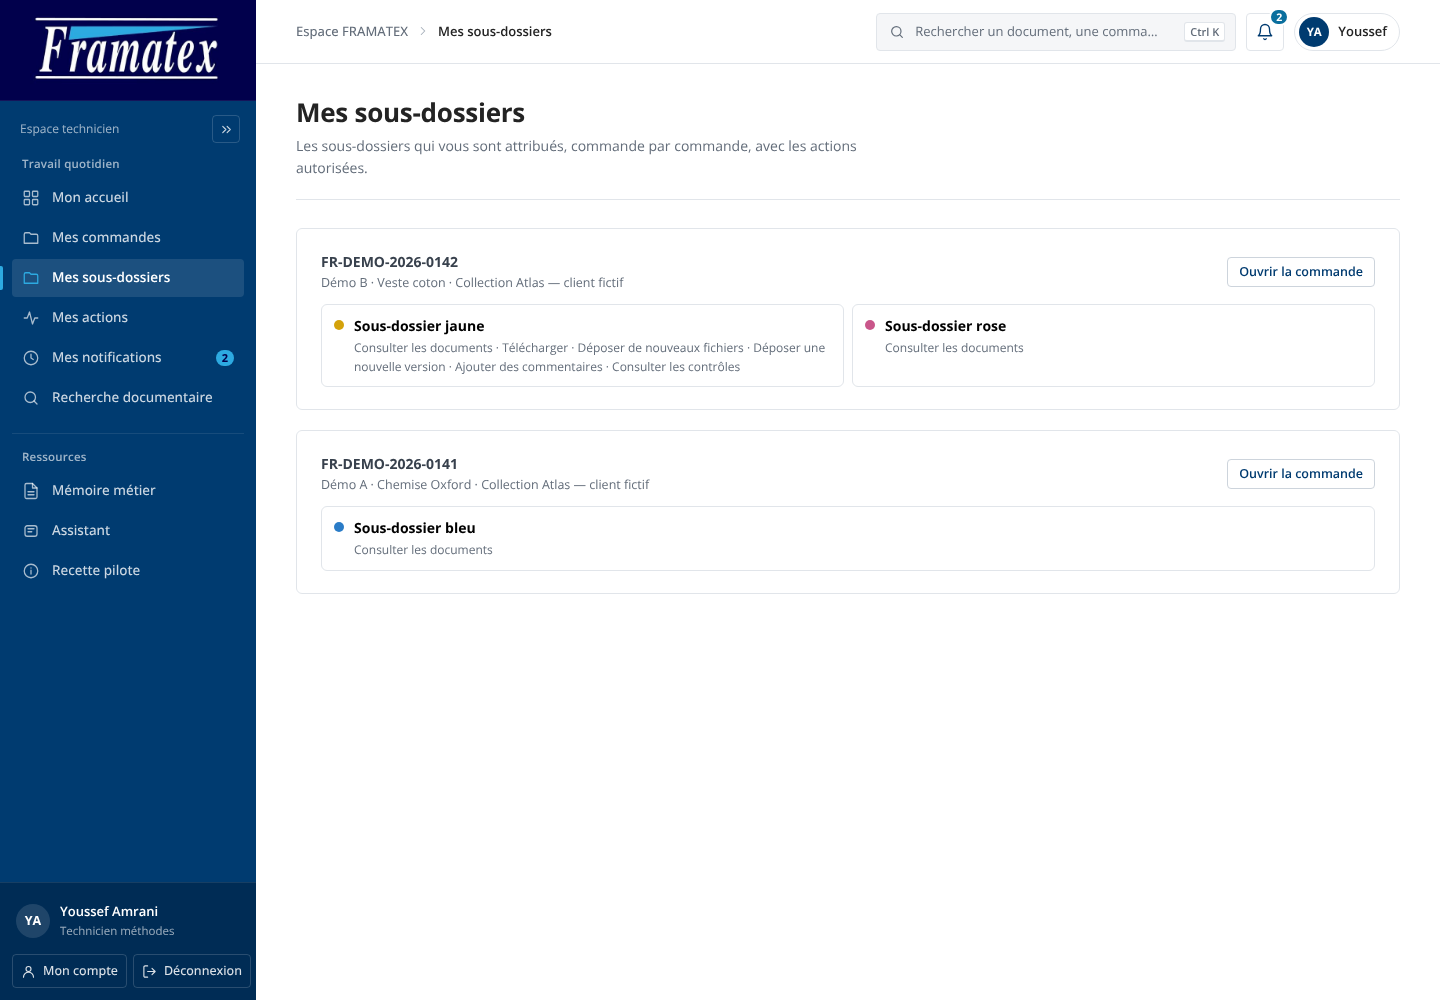 Framatex
Espace technicien
Travail quotidien
Mon accueil
Mes commandes
Mes sous-dossiers
Mes actions
Mes notifications 2
Recherche documentaire
Ressources
Mémoire métier
Assistant
Recette pilote
YA
Youssef Amrani
Technicien méthodes
Mon compte
Déconnexion
Espace FRAMATEX
Mes sous-dossiers
Rechercher un document, une comma...
Ctrl K
2
YA
Youssef
Mes sous-dossiers
Les sous-dossiers qui vous sont attribués, commande par commande, avec les actions
autorisées.
FR-DEMO-2026-0142
Démo B · Veste coton · Collection Atlas — client fictif
Ouvrir la commande
Sous-dossier jaune
Consulter les documents · Télécharger · Déposer de nouveaux fichiers · Déposer une
nouvelle version · Ajouter des commentaires · Consulter les contrôles
Sous-dossier rose
Consulter les documents
FR-DEMO-2026-0141
Démo A · Chemise Oxford · Collection Atlas — client fictif
Ouvrir la commande
Sous-dossier bleu
Consulter les documents